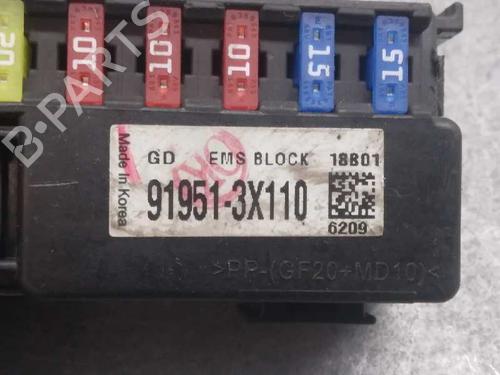 20
10
10
10
15
15
B-PARTS
GD EMS BLOCK 18B01
91951-3X110
Made In Korea
6209
>PP-(GF20+MD10)<